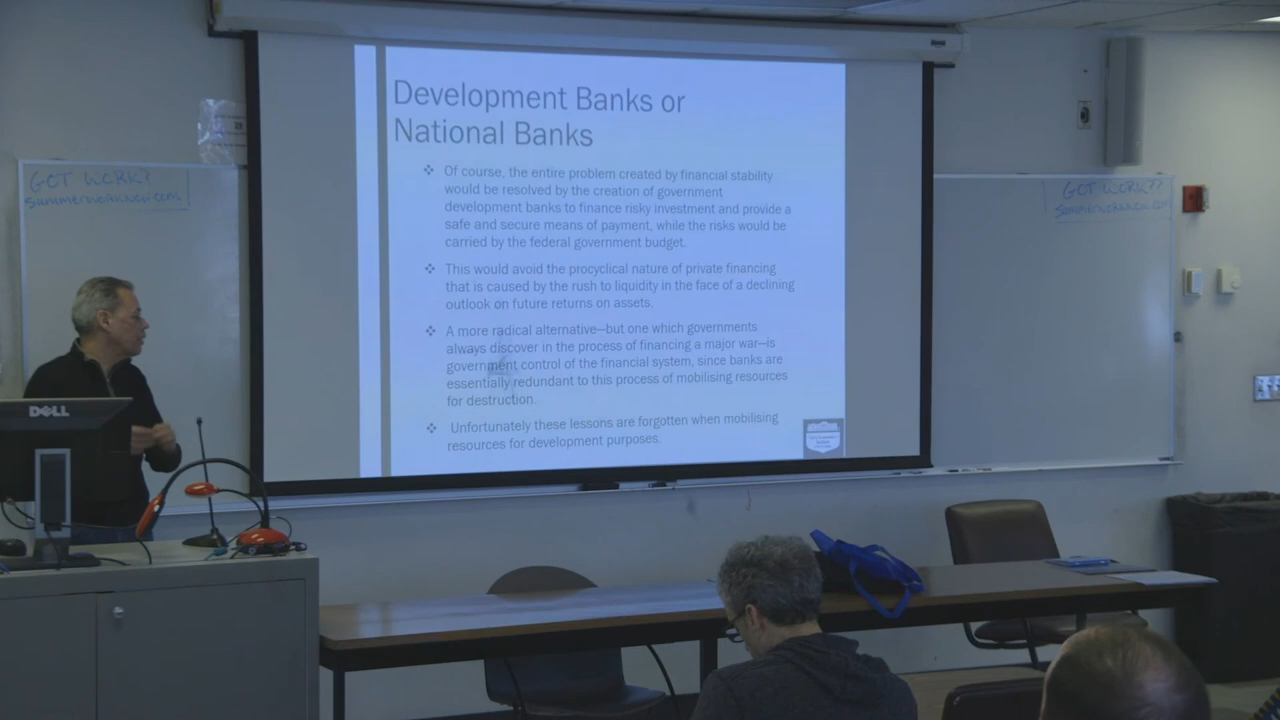 Development Banks or
National Banks
❖ Of course, the entire problem created by financial stability
would be resolved by the creation of government
development banks to finance risky investment and provide a
safe and secure means of payment, while the risks would be
carried by the federal government budget.
❖ This would avoid the procyclical nature of private financing
that is caused by the rush to liquidity in the face of a declining
outlook on future returns on assets.
❖ A more radical alternative—but one which governments
always discover in the process of financing a major war—is
government control of the financial system, since banks are
essentially redundant to this process of mobilising resources
for destruction.
❖ Unfortunately these lessons are forgotten when mobilising
resources for development purposes.
GOT WORK?
GOT WORK??
DELL